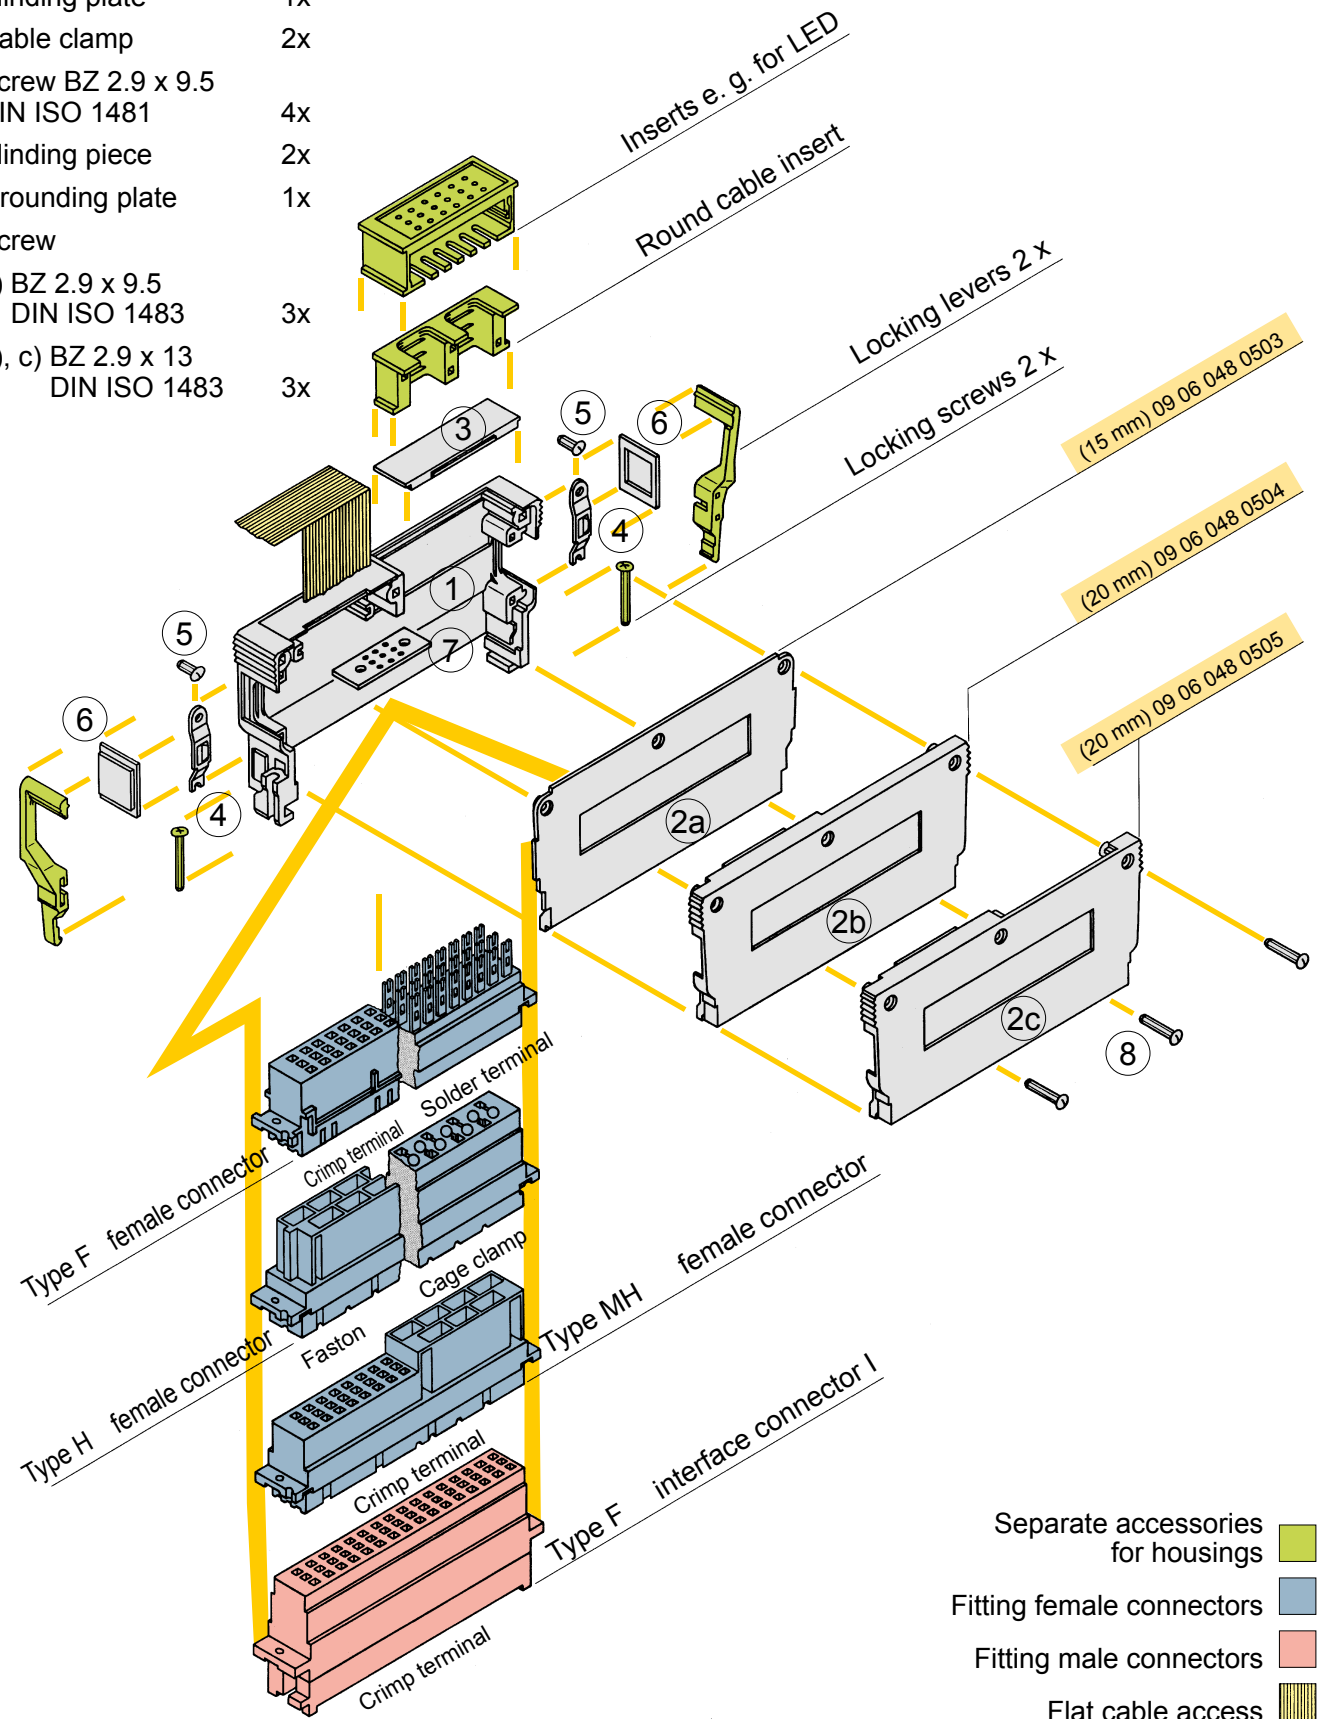 linding plate 1x
able clamp 2x
crew BZ 2.9 x 9.5
IN ISO 1481 4x
linding piece 2x
rounding plate 1x
crew
) BZ 2.9 x 9.5
DIN ISO 1483 3x
), c) BZ 2.9 x 13
DIN ISO 1483 3x
Inserts e. g. for LED
Round cable insert
Locking levers 2 x
Locking screws 2 x
(15 mm) 09 06 048 0503
(20 mm) 09 06 048 0504
(20 mm) 09 06 048 0505
3
5
6
4
1
7
5
6
4
2a
2b
2c
8
Solder terminal
Crimp terminal
Type F female connector
Cage clamp
Faston
Type H female connector
Type MH female connector
Crimp terminal
Type F interface connector I
Crimp terminal
Separate accessories
for housings
Fitting female connectors
Fitting male connectors
Flat cable access